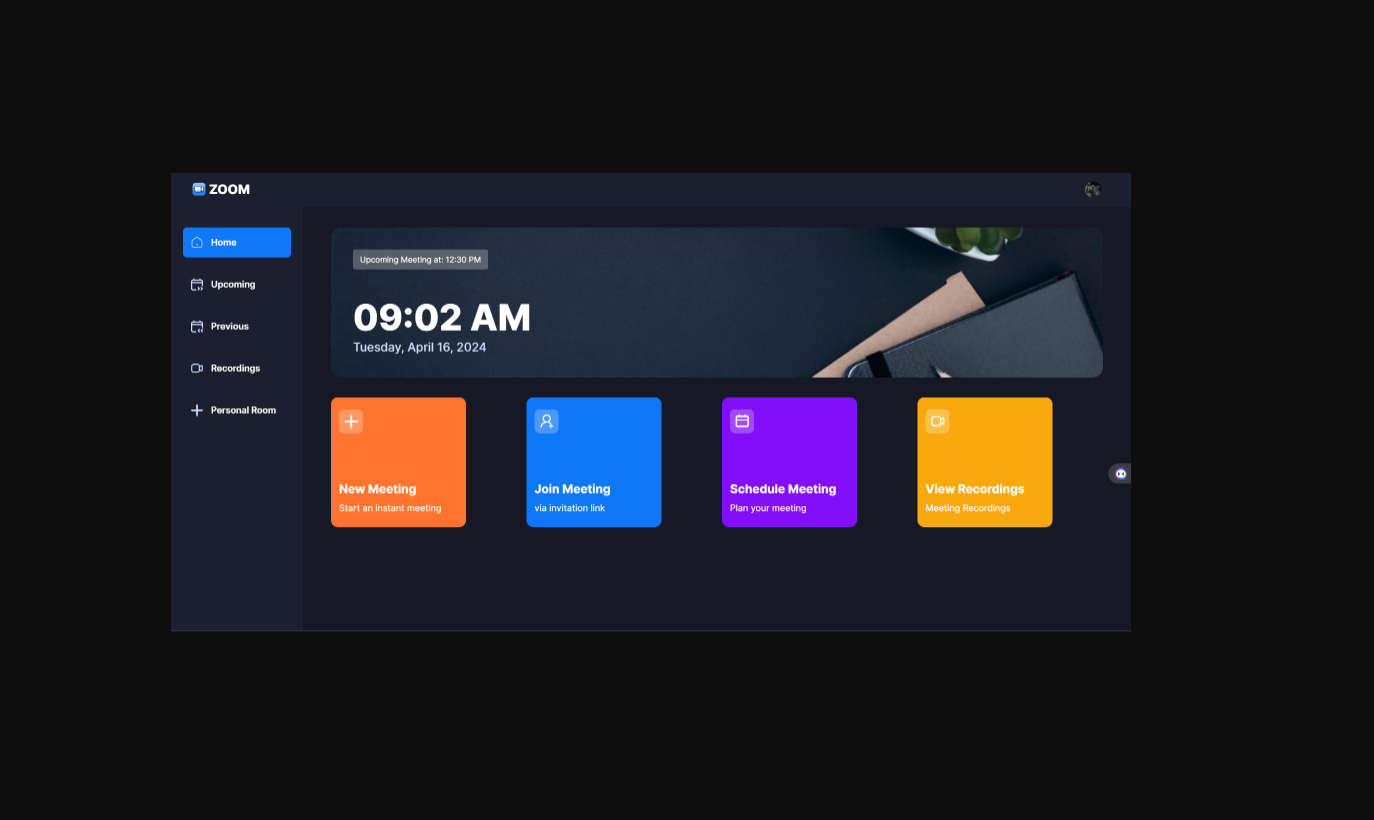 ZOOM
Home
Upcoming
Previous
Recordings
Personal Room
Upcoming Meeting at: 12:30 PM
09:02 AM
Tuesday, April 16, 2024
New Meeting
Start an instant meeting
Join Meeting
via invitation link
Schedule Meeting
Plan your meeting
View Recordings
Meeting Recordings